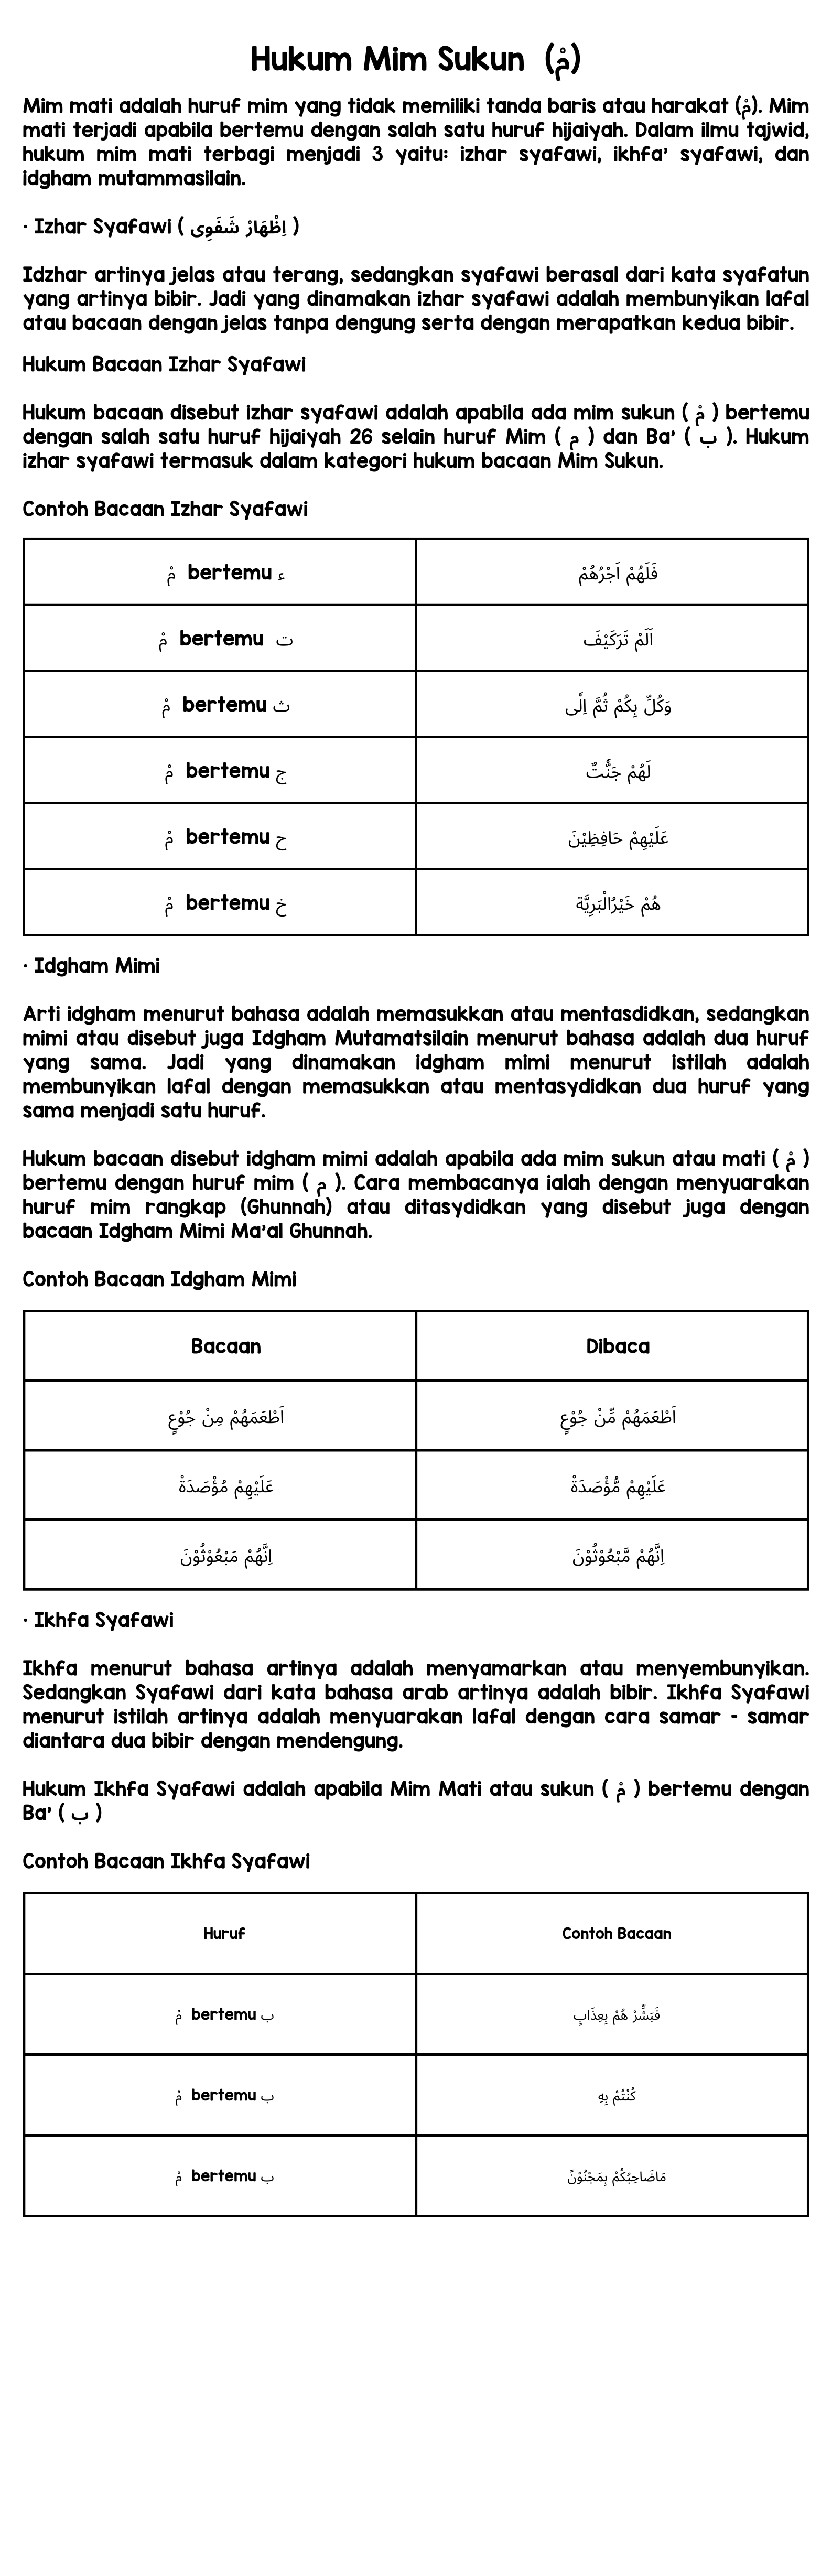 Hukum Mim Sukun (مْ)
Mim mati adalah huruf mim yang tidak memiliki tanda baris atau harakat (مْ). Mim
mati terjadi apabila bertemu dengan salah satu huruf hijaiyah. Dalam ilmu tajwid,
hukum mim mati terbagi menjadi 3 yaitu: izhar syafawi, ikhfa' syafawi, dan
idgham mutammasilain.
· Izhar Syafawi ( اِظْهَارْ شَفَوِى )
Idzhar artinya jelas atau terang, sedangkan syafawi berasal dari kata syafatun
yang artinya bibir. Jadi yang dinamakan izhar syafawi adalah membunyikan lafal
atau bacaan dengan jelas tanpa dengung serta dengan merapatkan kedua bibir.
Hukum Bacaan Izhar Syafawi
Hukum bacaan disebut izhar syafawi adalah apabila ada mim sukun ( مْ ) bertemu
dengan salah satu huruf hijaiyah 26 selain huruf Mim ( م ) dan Ba' ( ب ). Hukum
izhar syafawi termasuk dalam kategori hukum bacaan Mim Sukun.
Contoh Bacaan Izhar Syafawi
مْ bertemu ء فَلَهُمْ اَجْرُهُمْ
مْ bertemu ت اَلَمْ تَرَكَيْفَ
مْ bertemu ث وَكُلِّ بِكُمْ ثُمَّ اِلٰى
مْ bertemu ج لَهُمْ جَنّٰتٌ
مْ bertemu ح عَلَيْهِمْ حَافِظِيْنَ
مْ bertemu خ هُمْ خَيْرُالْبَرِيَّة
· Idgham Mimi
Arti idgham menurut bahasa adalah memasukkan atau mentasdidkan, sedangkan
mimi atau disebut juga Idgham Mutamatsilain menurut bahasa adalah dua huruf
yang sama. Jadi yang dinamakan idgham mimi menurut istilah adalah
membunyikan lafal dengan memasukkan atau mentasydidkan dua huruf yang
sama menjadi satu huruf.
Hukum bacaan disebut idgham mimi adalah apabila ada mim sukun atau mati ( مْ )
bertemu dengan huruf mim ( م ). Cara membacanya ialah dengan menyuarakan
huruf mim rangkap (Ghunnah) atau ditasydidkan yang disebut juga dengan
bacaan Idgham Mimi Ma'al Ghunnah.
Contoh Bacaan Idgham Mimi
Bacaan Dibaca
اَطْعَمَهُمْ مِنْ جُوْعٍ اَطْعَمَهُمْ مِّنْ جُوْعٍ
عَلَيْهِمْ مُؤْصَدَةْ عَلَيْهِمْ مُّؤْصَدَةْ
اِنَّهُمْ مَبْعُوْثُوْنَ اِنَّهُمْ مَّبْعُوْثُوْنَ
· Ikhfa Syafawi
Ikhfa menurut bahasa artinya adalah menyamarkan atau menyembunyikan.
Sedangkan Syafawi dari kata bahasa arab artinya adalah bibir. Ikhfa Syafawi
menurut istilah artinya adalah menyuarakan lafal dengan cara samar - samar
diantara dua bibir dengan mendengung.
Hukum Ikhfa Syafawi adalah apabila Mim Mati atau sukun ( مْ ) bertemu dengan
Ba' ( ب )
Contoh Bacaan Ikhfa Syafawi
Huruf Contoh Bacaan
مْ bertemu ب فَبَشِّرْ هُمْ بِعِذَابٍ
مْ bertemu ب كُنْتُمْ بِهِ
مْ bertemu ب مَاضَاحِبُكُمْ بِمَجْنُوْنً